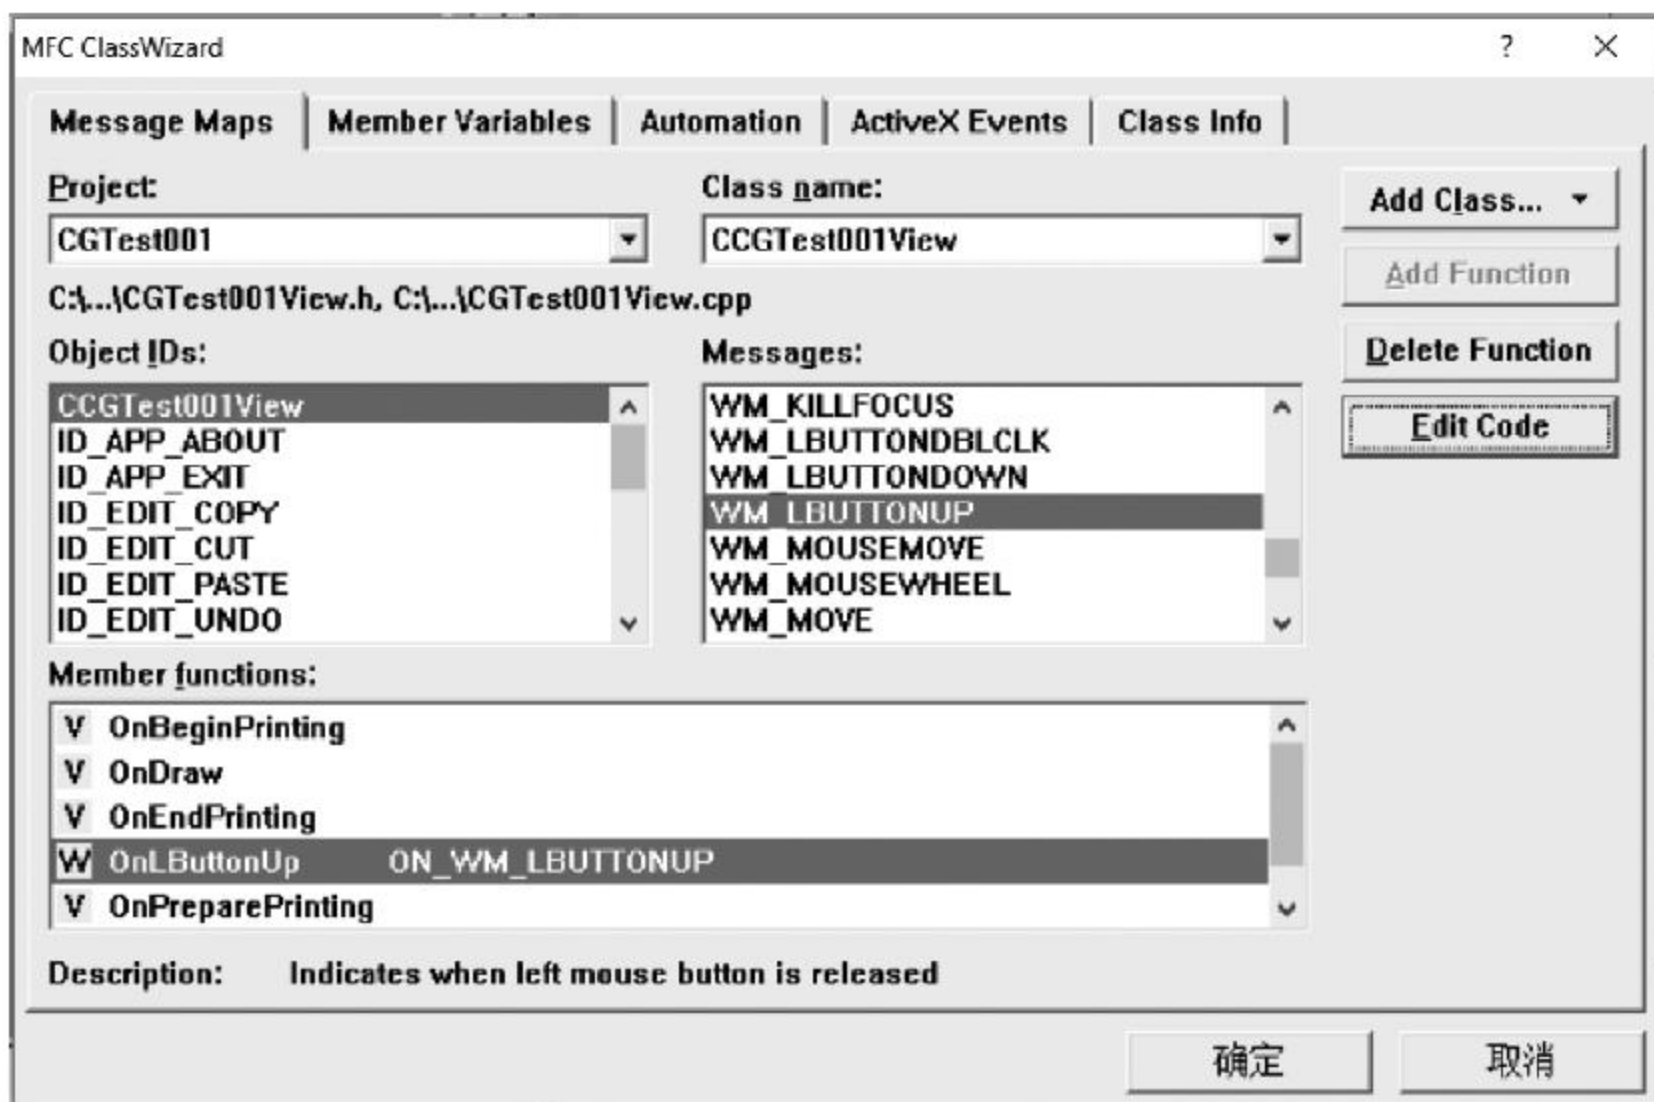 MFC ClassWizard ?
Message Maps Member Variables Automation ActiveX Events Class Info
Project: Class name:
CGTest001 CCGTest001View
C:\...\CGTest001View.h, C:\...\CGTest001View.cpp
Add Class...
Add Function
Delete Function
Edit Code
Object IDs:
CCGTest001View
ID_APP_ABOUT
ID_APP_EXIT
ID_EDIT_COPY
ID_EDIT_CUT
ID_EDIT_PASTE
ID_EDIT_UNDO
Messages:
WM_KILLFOCUS
WM_LBUTTONDBLCLK
WM_LBUTTONDOWN
WM_LBUTTONUP
WM_MOUSEMOVE
WM_MOUSEWHEEL
WM_MOVE
Member functions:
V OnBeginPrinting
V OnDraw
V OnEndPrinting
W OnLButtonUp ON_WM_LBUTTONUP
V OnPreparePrinting
Description: Indicates when left mouse button is released
确定 取消